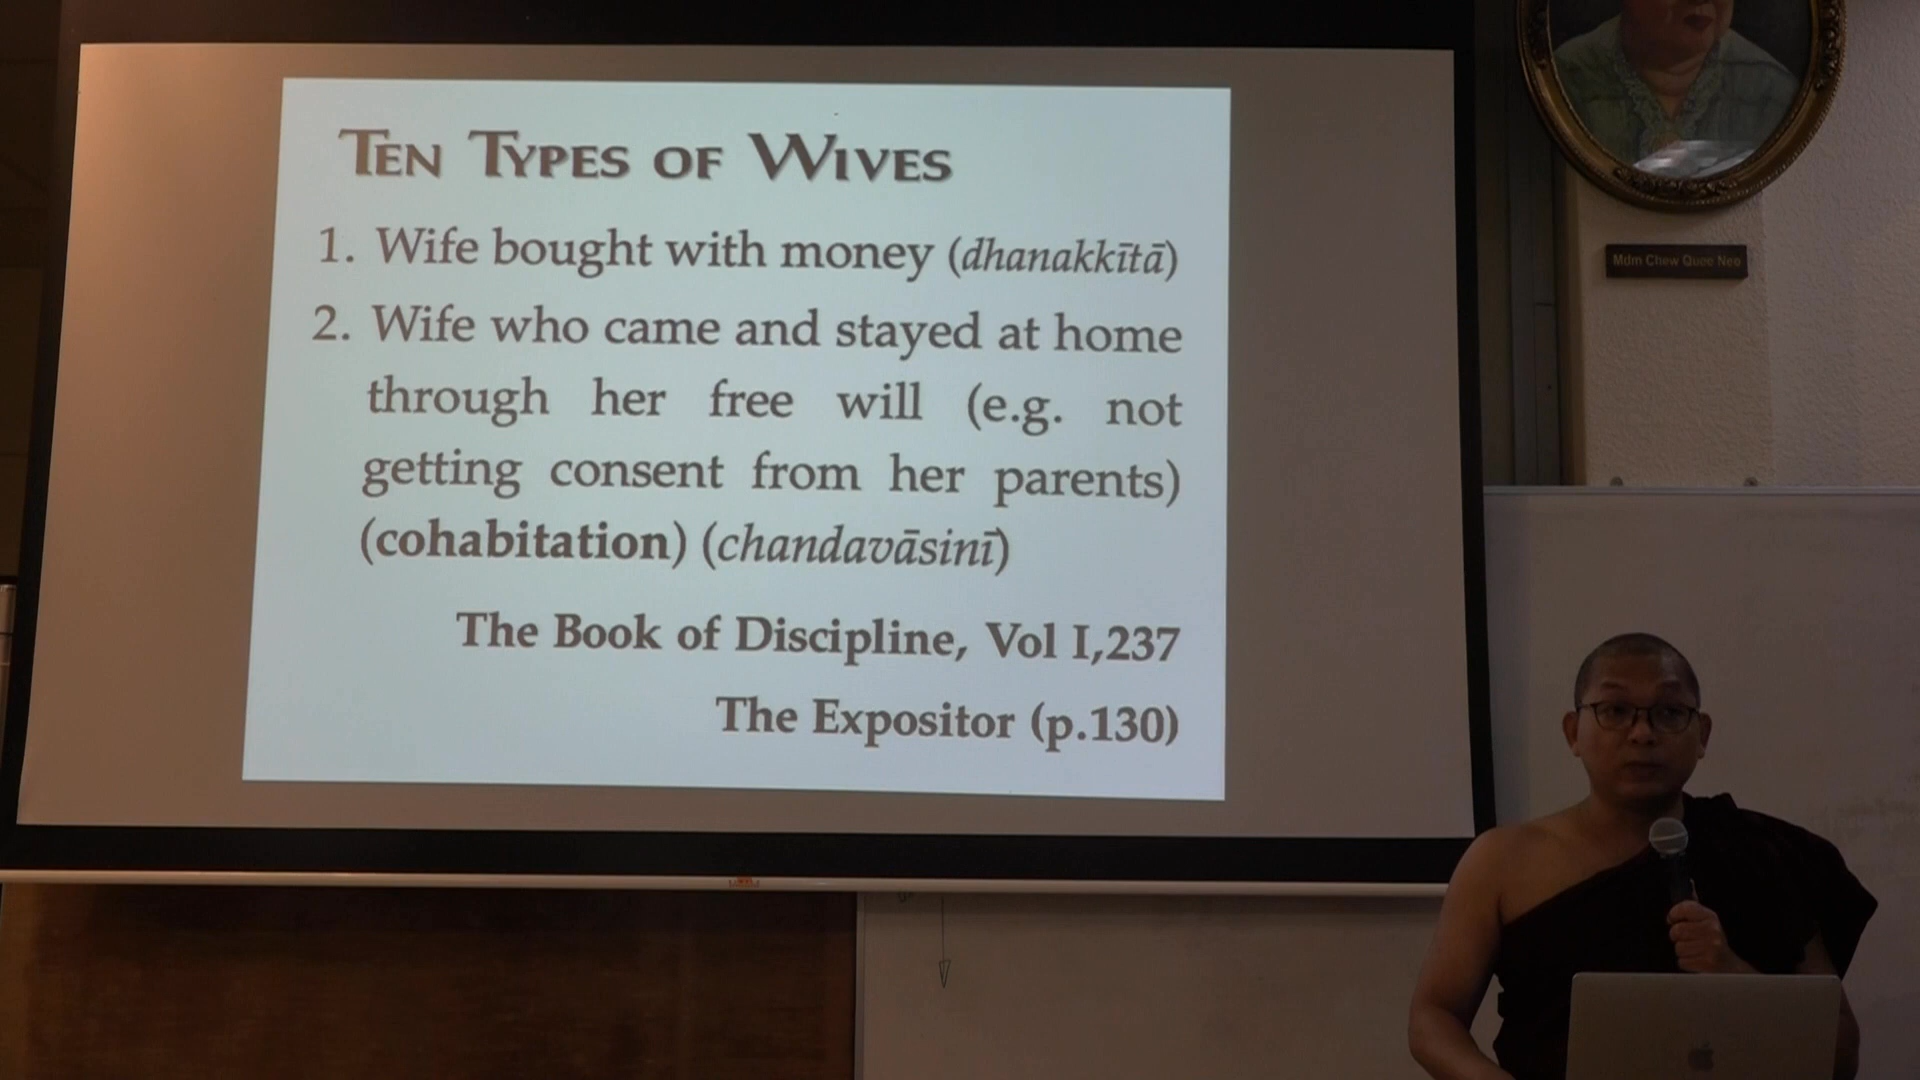 TEN TYPES OF WIVES
1. Wife bought with money (dhanakkītā)
2. Wife who came and stayed at home
through her free will (e.g. not
getting consent from her parents)
(cohabitation) (chandavāsinī)
The Book of Discipline, Vol I,237
The Expositor (p.130)
Mdm Chew Quee Neo